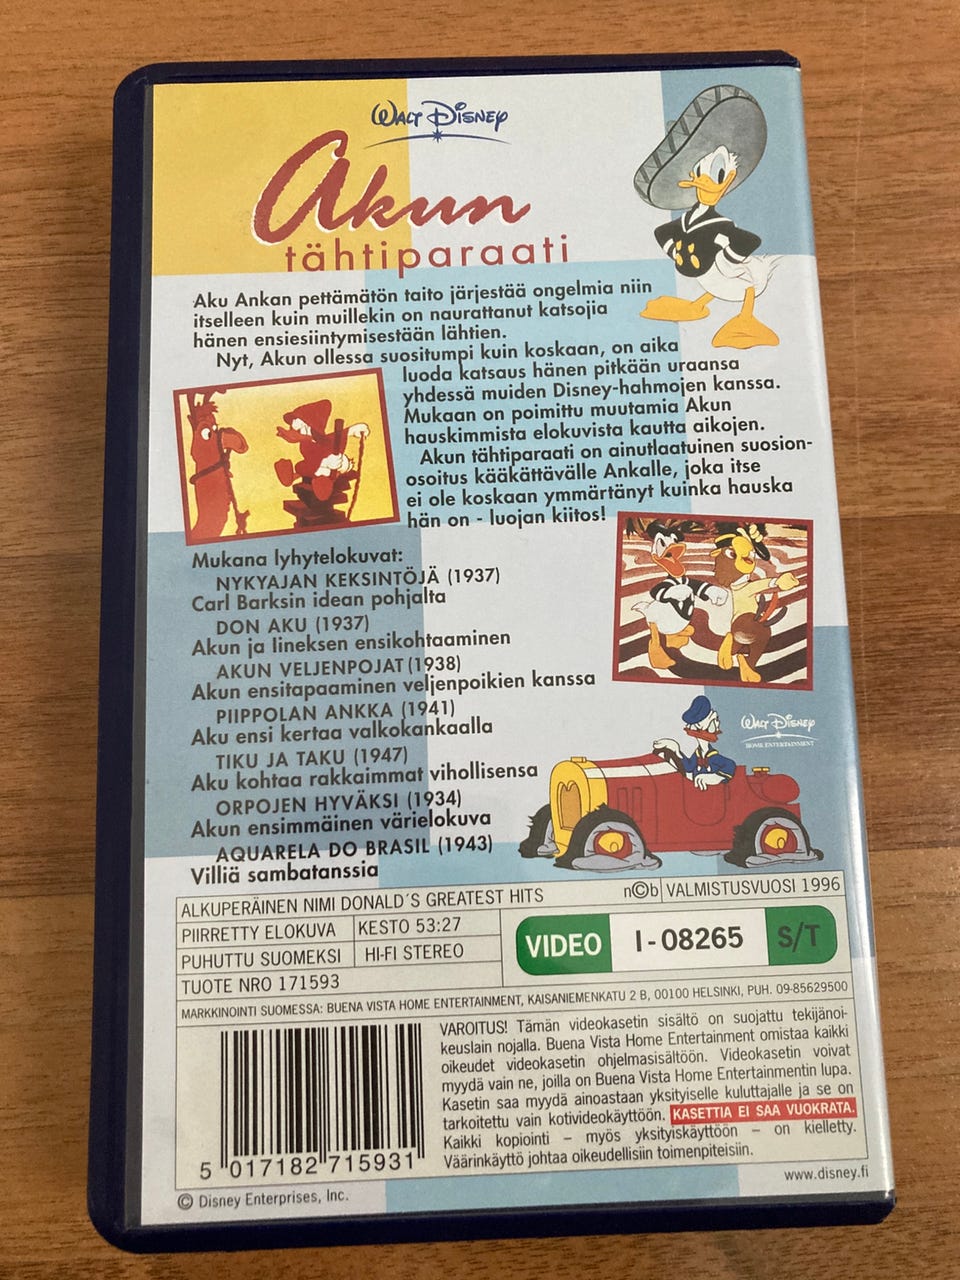 WALT DISNEY
Akun
tähtiparaati
Aku Ankan pettämätön taito järjestää ongelmia niin
itselleen kuin muillekin on naurattanut katsojia
hänen ensiesiintymisestään lähtien.
Nyt, Akun ollessa suositumpi kuin koskaan, on aika
luoda katsaus hänen pitkään uraansa
yhdessä muiden Disney-hahmojen kanssa.
Mukaan on poimittu muutamia Akun
hauskimmista elokuvista kautta aikojen.
Akun tähtiparaati on ainutlaatuinen suosion-
osoitus kääkättävälle Ankalle, joka itse
ei ole koskaan ymmärtänyt kuinka hauska
hän on - luojan kiitos!
Mukana lyhytelokuvat:
NYKYAJAN KEKSINTÖJÄ (1937)
Carl Barksin idean pohjalta
DON AKU (1937)
Akun ja Iineksen ensikohtaaminen
AKUN VELJENPOJAT (1938)
Akun ensitapaaminen veljenpoikien kanssa
PIIPPOLAN ANKKA (1941)
Aku ensi kertaa valkokankaalla
TIKU JA TAKU (1947)
Aku kohtaa rakkaimmat vihollisensa
ORPOJEN HYVÄKSI (1934)
Akun ensimmäinen värielokuva
AQUARELA DO BRASIL (1943)
Villiä sambatanssia
WALT DISNEY
HOME ENTERTAINMENT
ALKUPERÄINEN NIMI DONALD´S GREATEST HITS
n©b VALMISTUSVUOSI 1996
PIIRRETTY ELOKUVA KESTO 53:27
PUHUTTU SUOMEKSI HI-FI STEREO
TUOTE NRO 171593
VIDEO I-08265 S/T
MARKKINOINTI SUOMESSA: BUENA VISTA HOME ENTERTAINMENT, KAISANIEMENKATU 2 B, 00100 HELSINKI, PUH. 09-85629500
VAROITUS! Tämän videokasetin sisältö on suojattu tekijänoi-
keuslain nojalla. Buena Vista Home Entertainment omistaa kaikki
oikeudet videokasetin ohjelmasisältöön. Videokasetin voivat
myydä vain ne, joilla on Buena Vista Home Entertainmentin lupa.
Kasetin saa myydä ainoastaan yksityiselle kuluttajalle ja se on
tarkoitettu vain kotivideokäyttöön. KASETTIA EI SAA VUOKRATA.
Kaikki kopiointi – myös yksityiskäyttöön – on kielletty.
Väärinkäyttö johtaa oikeudellisiin toimenpiteisiin.
5 017182 715931
www.disney.fi
© Disney Enterprises, Inc.